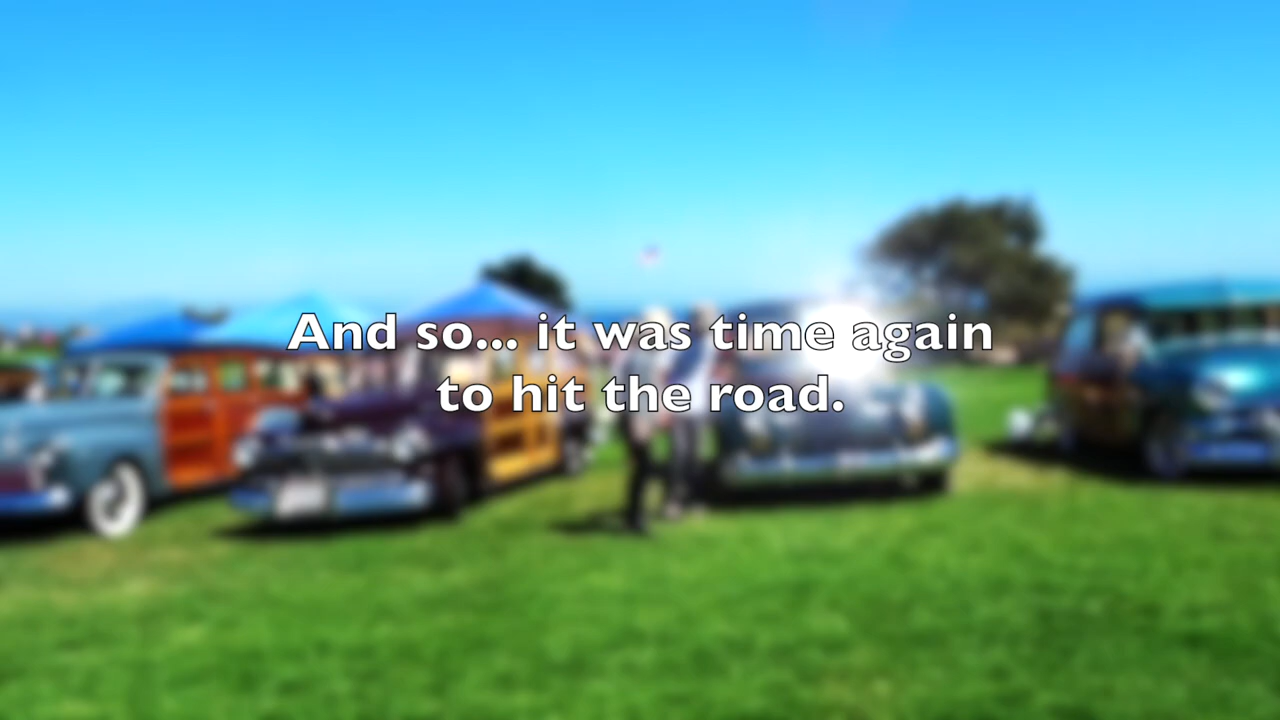 And so... it was time again
to hit the road.